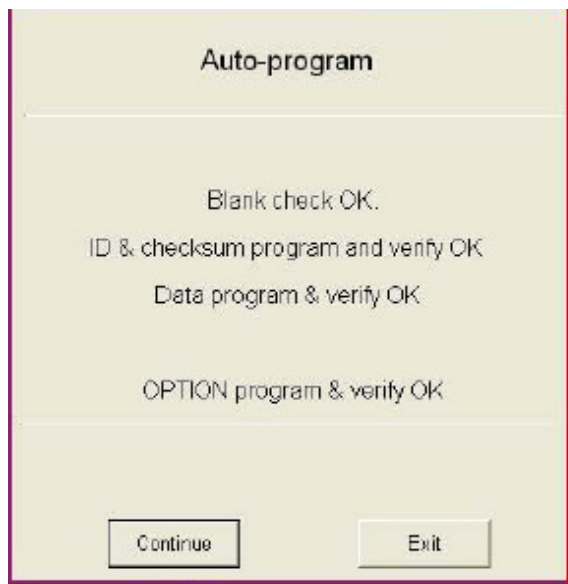 Auto-program
Blank check OK.
ID & checksum program and verify OK
Data program & verify OK
OPTION program & verify OK
Continue
Exit